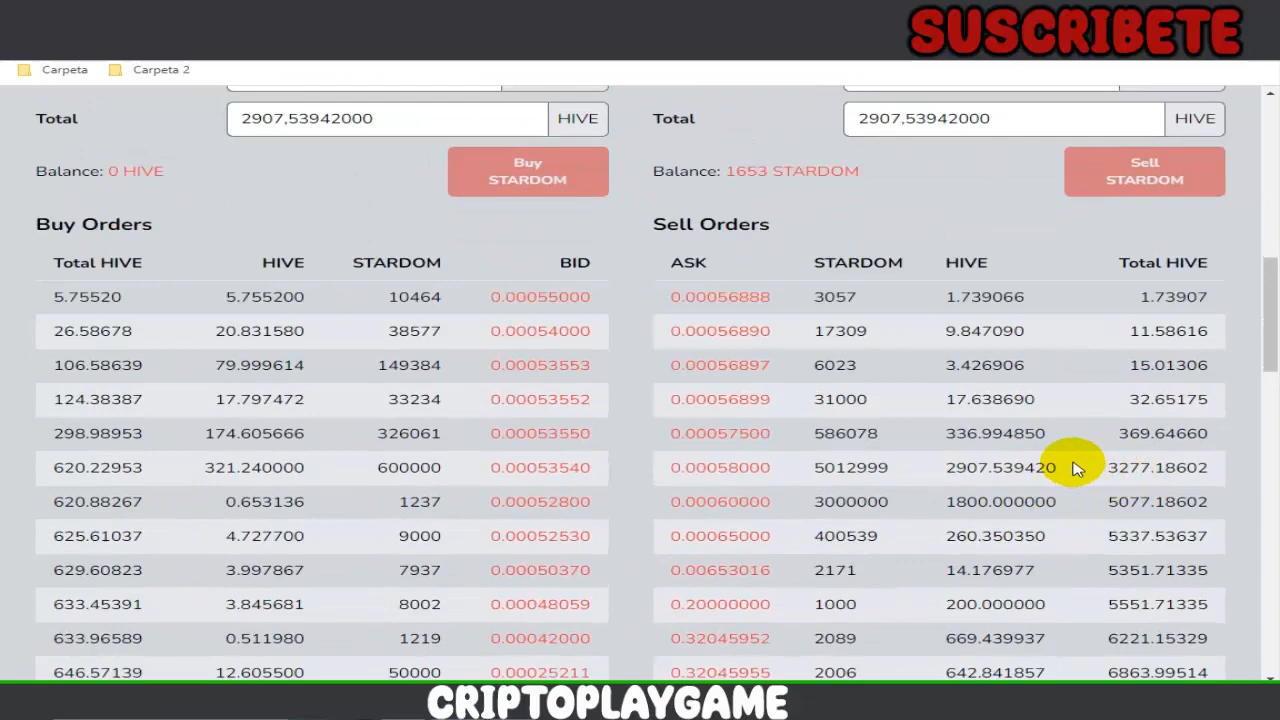 SUSCRIBETE
Carpeta Carpeta 2
Total 2907,53942000 HIVE Total 2907,53942000 HIVE
Balance: 0 HIVE Buy STARDOM Balance: 1653 STARDOM Sell STARDOM
Buy Orders Sell Orders
Total HIVE HIVE STARDOM BID ASK STARDOM HIVE Total HIVE
5.75520 5.755200 10464 0.00055000 0.00056888 3057 1.739066 1.73907
26.58678 20.831580 38577 0.00054000 0.00056890 17309 9.847090 11.58616
106.58639 79.999614 149384 0.00053553 0.00056897 6023 3.426906 15.01306
124.38387 17.797472 33234 0.00053552 0.00056899 31000 17.638690 32.65175
298.98953 174.605666 326061 0.00053550 0.00057500 586078 336.994850 369.64660
620.22953 321.240000 600000 0.00053540 0.00058000 5012999 2907.539420 3277.18602
620.88267 0.653136 1237 0.00052800 0.00060000 3000000 1800.000000 5077.18602
625.61037 4.727700 9000 0.00052530 0.00065000 400539 260.350350 5337.53637
629.60823 3.997867 7937 0.00050370 0.00653016 2171 14.176977 5351.71335
633.45391 3.845681 8002 0.00048059 0.20000000 1000 200.000000 5551.71335
633.96589 0.511980 1219 0.00042000 0.32045952 2089 669.439937 6221.15329
646.57139 12.605500 50000 0.00025211 0.32045955 2006 642.841857 6863.99514
CRIPTOPLAYGAME